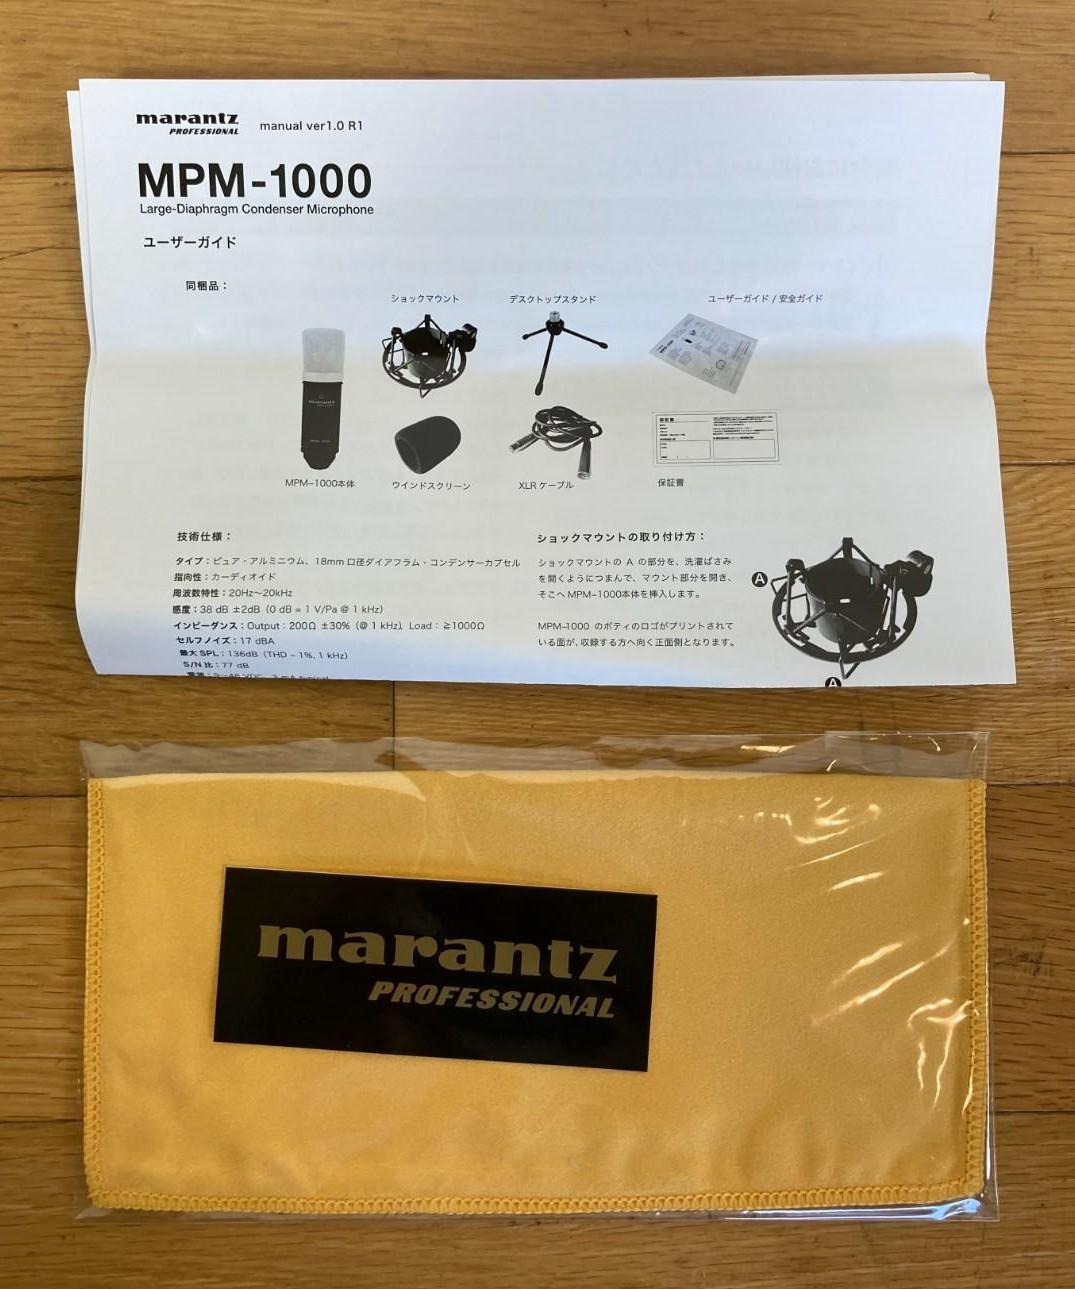 marantz
PROFESSIONAL
manual ver1.0 R1
MPM-1000
Large-Diaphragm Condenser Microphone
ユーザーガイド
同梱品：
ショックマウント
デスクトップスタンド
ユーザーガイド / 安全ガイド
marantz
保証書
MPM-1000本体
ウインドスクリーン
XLR ケーブル
保証書
技術仕様：
タイプ：ピュア・アルミニウム、18mm 口径ダイアフラム・コンデンサーカプセル
指向性：カーディオイド
周波数特性：20Hz～20kHz
感度：38 dB ±2dB (0 dB = 1 V/Pa @ 1 kHz)
インピーダンス：Output：200Ω ±30% (@ 1 kHz), Load：≧1000Ω
セルフノイズ：17 dBA
最大 SPL：136dB (THD – 1%, 1 kHz)
S/N 比：77 dB
ショックマウントの取り付け方：
ショックマウントの A の部分を、洗濯ばさみ
を開くようにつまんで、マウント部分を開き、
そこへMPM-1000本体を挿入します。
MPM-1000 のボディのロゴがプリントされて
いる面が、収録する方へ向く正面側となります。
A
A
marantz
PROFESSIONAL